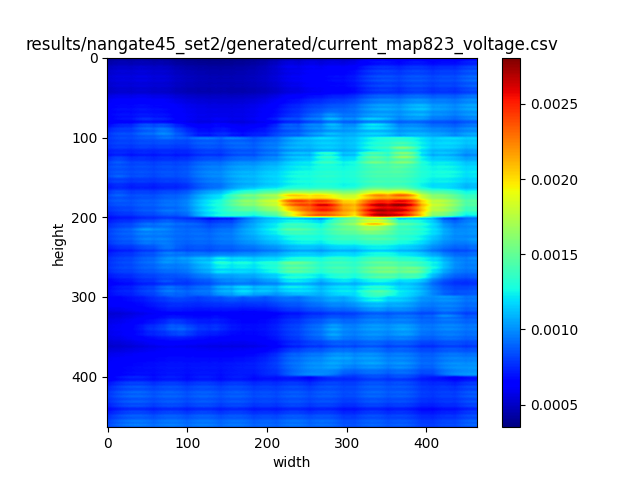 results/nangate45_set2/generated/current_map823_voltage.csv
0
100
200
300
400
height
0 100 200 300 400
width
0.0025
0.0020
0.0015
0.0010
0.0005